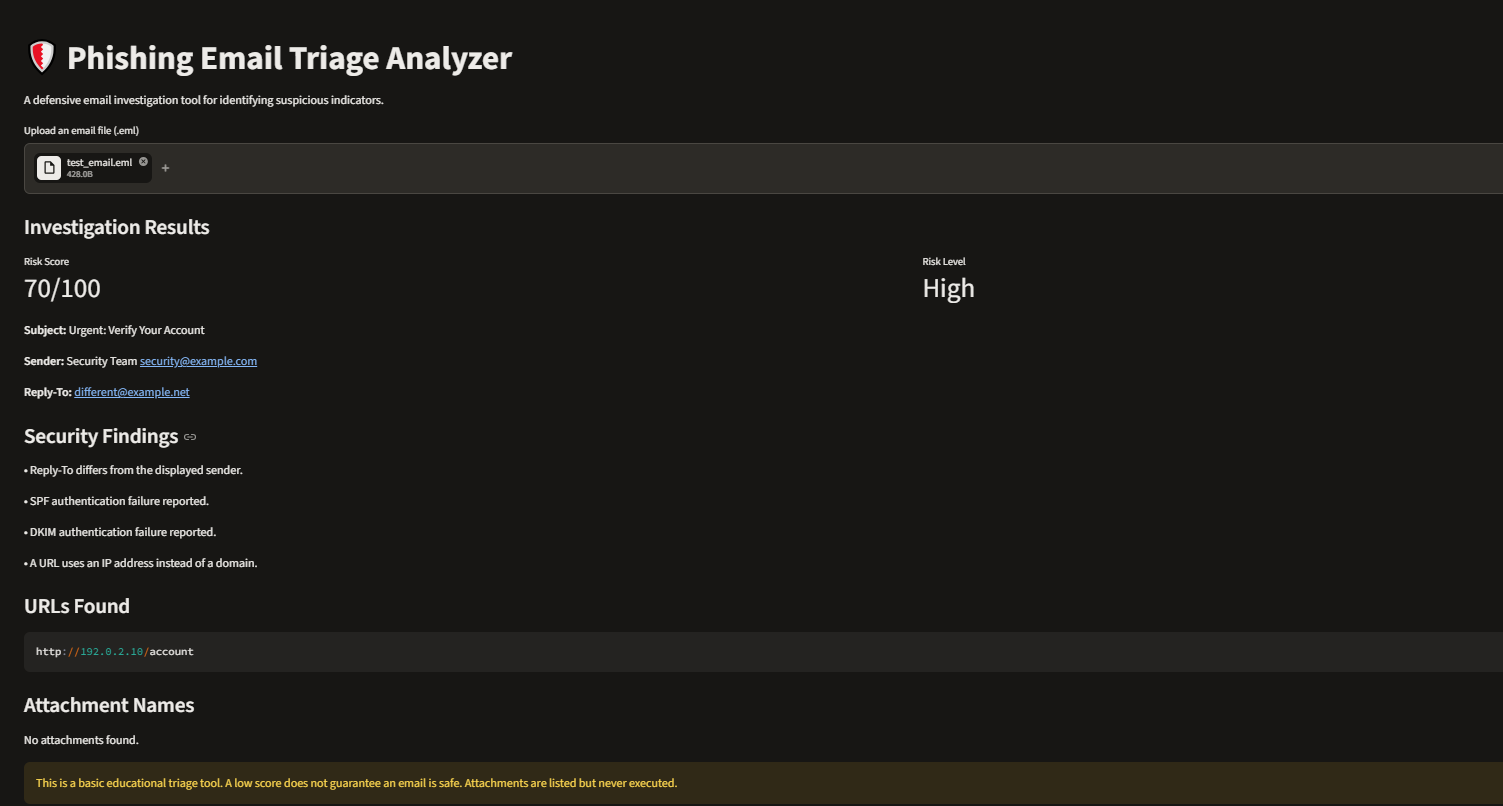 Phishing Email Triage Analyzer
A defensive email investigation tool for identifying suspicious indicators.
Upload an email file (.eml)
test_email.eml
428.0B
Investigation Results
Risk Score
Risk Level
70/100
High
Subject: Urgent: Verify Your Account
Sender: Security Team security@example.com
Reply-To: different@example.net
Security Findings
• Reply-To differs from the displayed sender.
• SPF authentication failure reported.
• DKIM authentication failure reported.
• A URL uses an IP address instead of a domain.
URLs Found
http://192.0.2.10/account
Attachment Names
No attachments found.
This is a basic educational triage tool. A low score does not guarantee an email is safe. Attachments are listed but never executed.